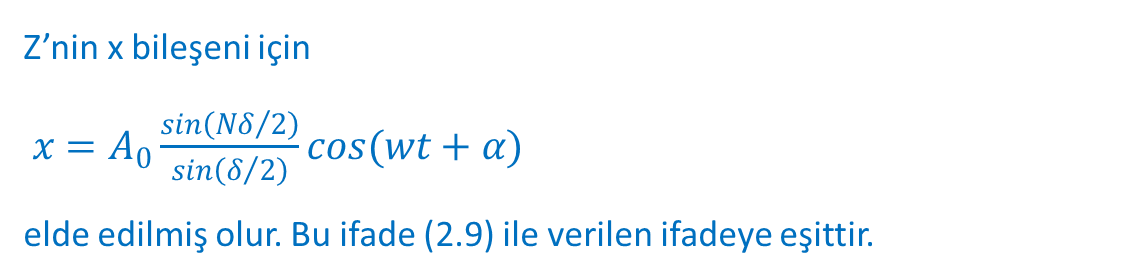 Z’nin x bileşeni için
x = A₀ sin(Nδ/2)/sin(δ/2) cos(wt + α)
elde edilmiş olur. Bu ifade (2.9) ile verilen ifadeye eşittir.